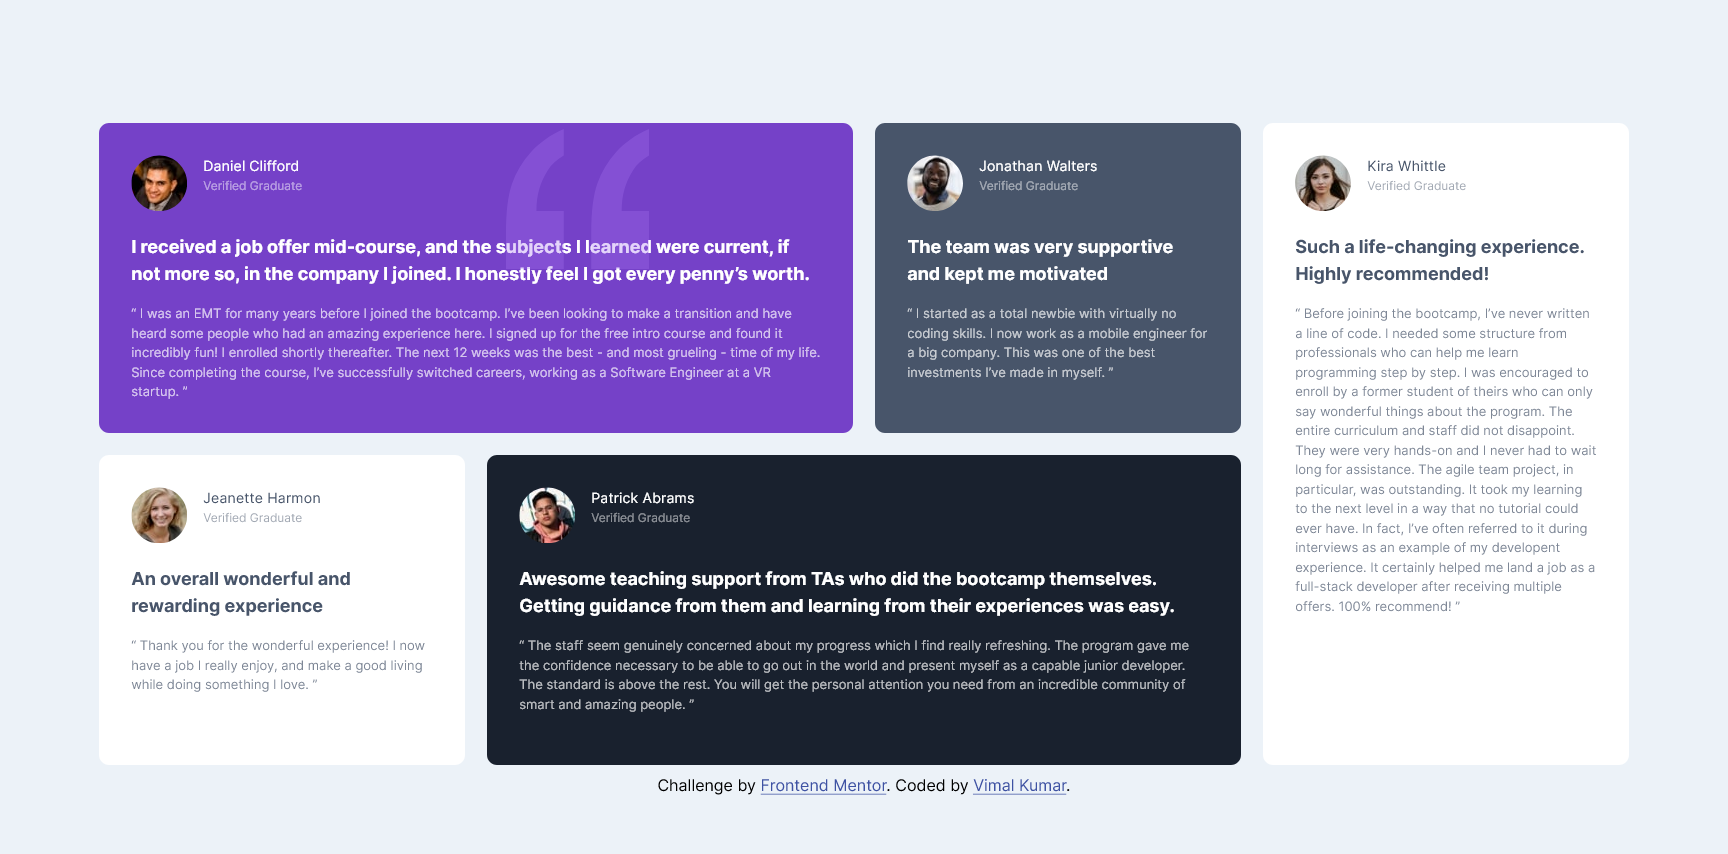 Daniel Clifford
Verified Graduate
I received a job offer mid-course, and the subjects I learned were current, if
not more so, in the company I joined. I honestly feel I got every penny’s worth.
“ I was an EMT for many years before I joined the bootcamp. I’ve been looking to make a transition and have
heard some people who had an amazing experience here. I signed up for the free intro course and found it
incredibly fun! I enrolled shortly thereafter. The next 12 weeks was the best - and most grueling - time of my life.
Since completing the course, I’ve successfully switched careers, working as a Software Engineer at a VR
startup. ”
Jonathan Walters
Verified Graduate
The team was very supportive
and kept me motivated
“ I started as a total newbie with virtually no
coding skills. I now work as a mobile engineer for
a big company. This was one of the best
investments I’ve made in myself. ”
Kira Whittle
Verified Graduate
Such a life-changing experience.
Highly recommended!
“ Before joining the bootcamp, I’ve never written
a line of code. I needed some structure from
professionals who can help me learn
programming step by step. I was encouraged to
enroll by a former student of theirs who can only
say wonderful things about the program. The
entire curriculum and staff did not disappoint.
They were very hands-on and I never had to wait
long for assistance. The agile team project, in
particular, was outstanding. It took my learning
to the next level in a way that no tutorial could
ever have. In fact, I’ve often referred to it during
interviews as an example of my developent
experience. It certainly helped me land a job as a
full-stack developer after receiving multiple
offers. 100% recommend! ”
Jeanette Harmon
Verified Graduate
An overall wonderful and
rewarding experience
“ Thank you for the wonderful experience! I now
have a job I really enjoy, and make a good living
while doing something I love. ”
Patrick Abrams
Verified Graduate
Awesome teaching support from TAs who did the bootcamp themselves.
Getting guidance from them and learning from their experiences was easy.
“ The staff seem genuinely concerned about my progress which I find really refreshing. The program gave me
the confidence necessary to be able to go out in the world and present myself as a capable junior developer.
The standard is above the rest. You will get the personal attention you need from an incredible community of
smart and amazing people. ”
Challenge by Frontend Mentor. Coded by Vimal Kumar.